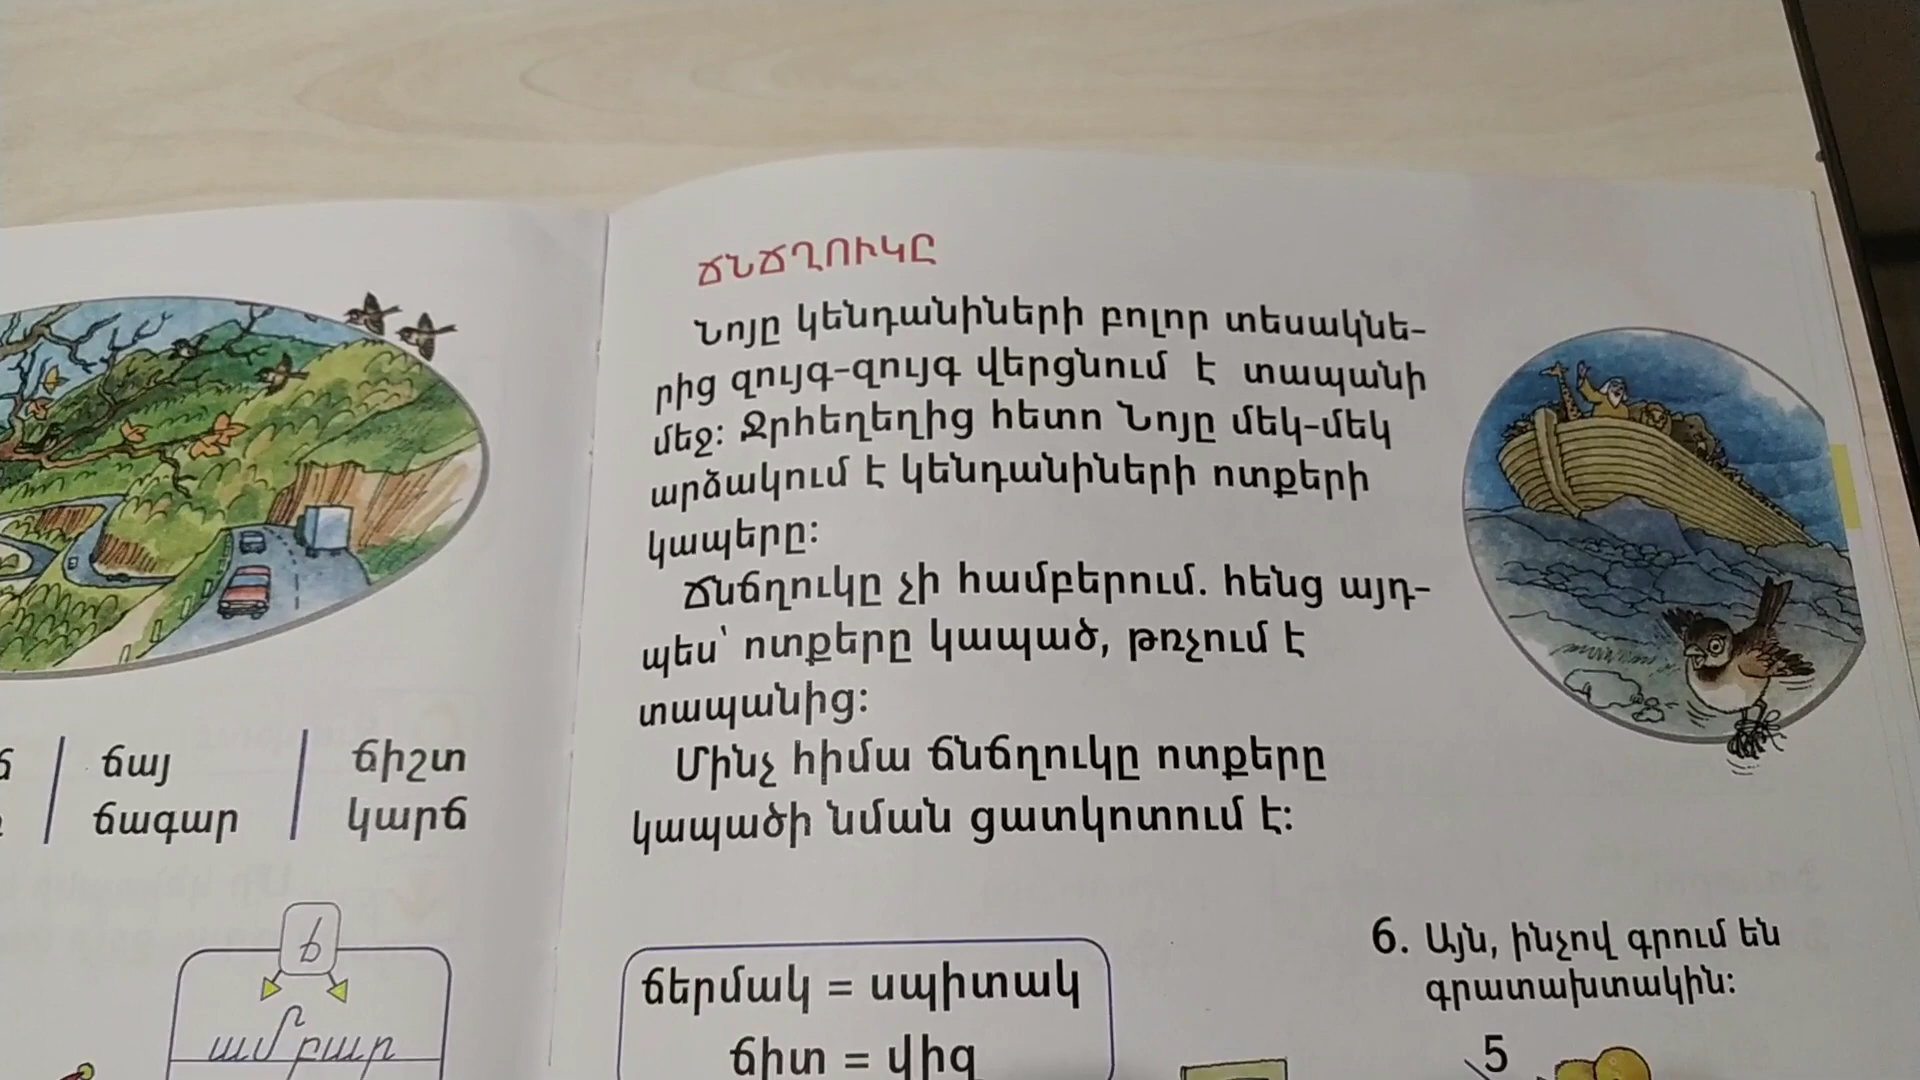 ճայ
ճագար
ճիշտ
կարճ
ճ
ամբար
ՃՆՃՂՈՒԿԸ
Նոյը կենդանիների բոլոր տեսակնե-
րից զույգ-զույգ վերցնում է տապանի
մեջ: Ջրհեղեղից հետո Նոյը մեկ-մեկ
արձակում է կենդանիների ոտքերի
կապերը:
Ճնճղուկը չի համբերում. հենց այդ-
պես՝ ոտքերը կապած, թռչում է
տապանից:
Մինչ հիմա ճնճղուկը ոտքերը
կապածի նման ցատկոտում է:
ճերմակ = սպիտակ
ճիտ = վիզ
6. Այն, ինչով գրում են
գրատախտակին:
5